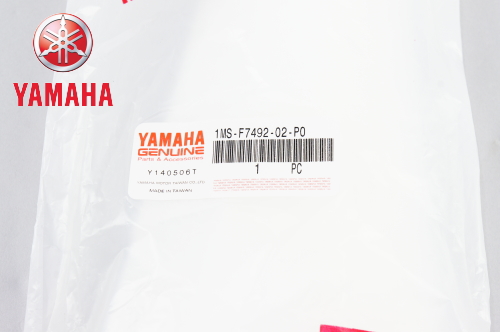 YAMAHA
YAMAHA
GENUINE
Parts & Accessories
1MS-F7492-02-P0
1 PC
Y140506T
MADE IN TAIWAN